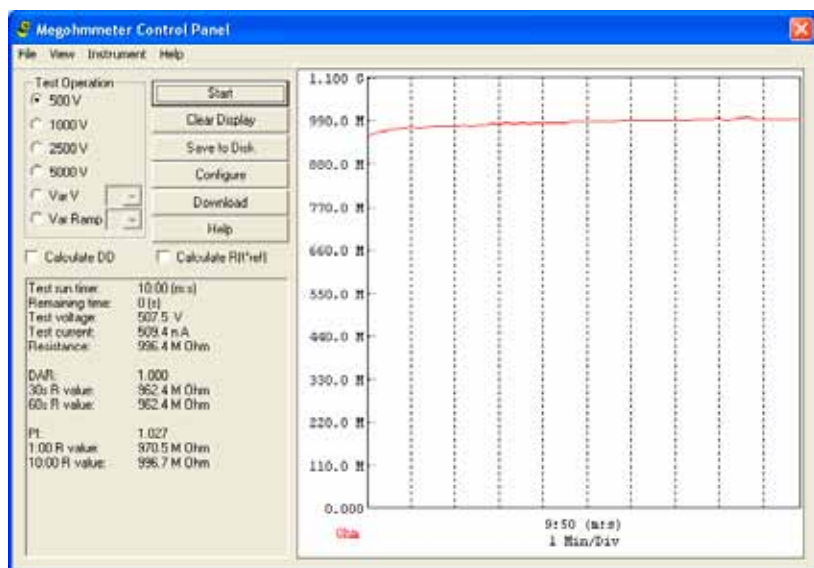 Megohmmeter Control Panel
File View Instrument Help
Test Operation
500 V
1000 V
2500 V
5000 V
Var V
Var Ramp
Start
Clear Display
Save to Disk
Configure
Download
Help
Calculate DD
Calculate R(t°ref)
Test run time: 10:00 (m:s)
Remaining time: 0 (s)
Test voltage: 507.5 V
Test current: 509.4 nA
Resistance: 996.4 M Ohm
DAR: 1.000
30s R value: 962.4 M Ohm
60s R value: 962.4 M Ohm
PI: 1.027
1:00 R value: 970.5 M Ohm
10:00 R value: 996.7 M Ohm
1.100 G
990.0 M
880.0 M
770.0 M
660.0 M
550.0 M
440.0 M
330.0 M
220.0 M
110.0 M
0.000
Ohm
9:50 (m:s)
1 Min/Div